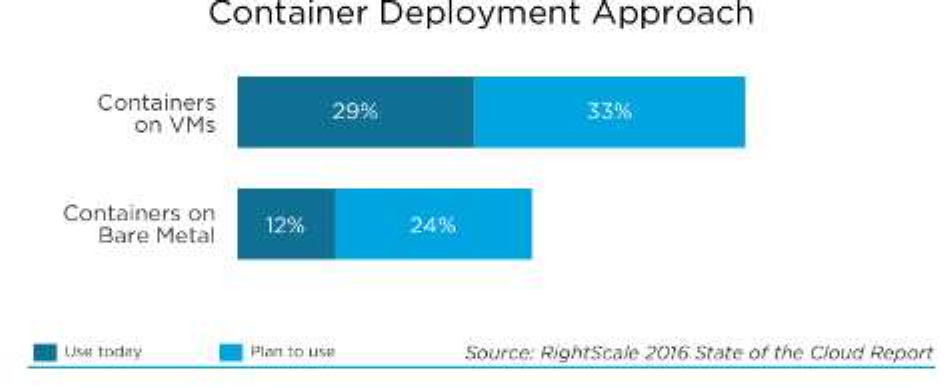 Container Deployment Approach
Containers
on VMs
29%
33%
Containers on
Bare Metal
12%
24%
Use today
Plan to use
Source: RightScale 2016 State of the Cloud Report